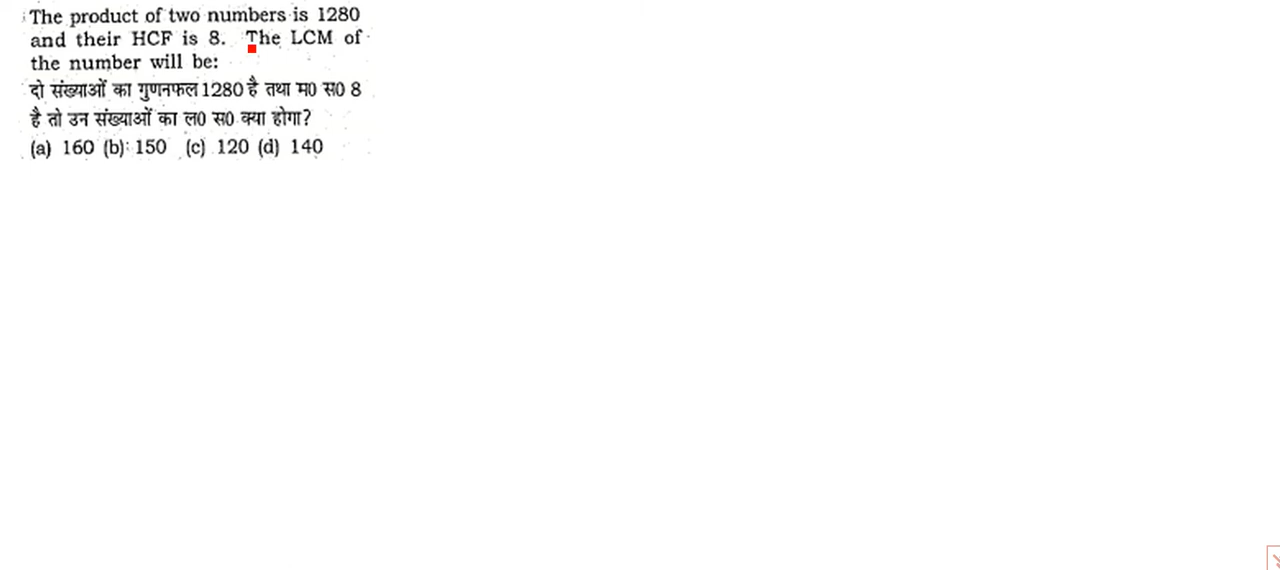 The product of two numbers is 1280
and their HCF is 8. The LCM of
the number will be:
दो संख्याओं का गुणनफल 1280 है तथा म0 स0 8
है तो उन संख्याओं का ल0 स0 क्या होगा?
(a) 160 (b) 150 (c) 120 (d) 140